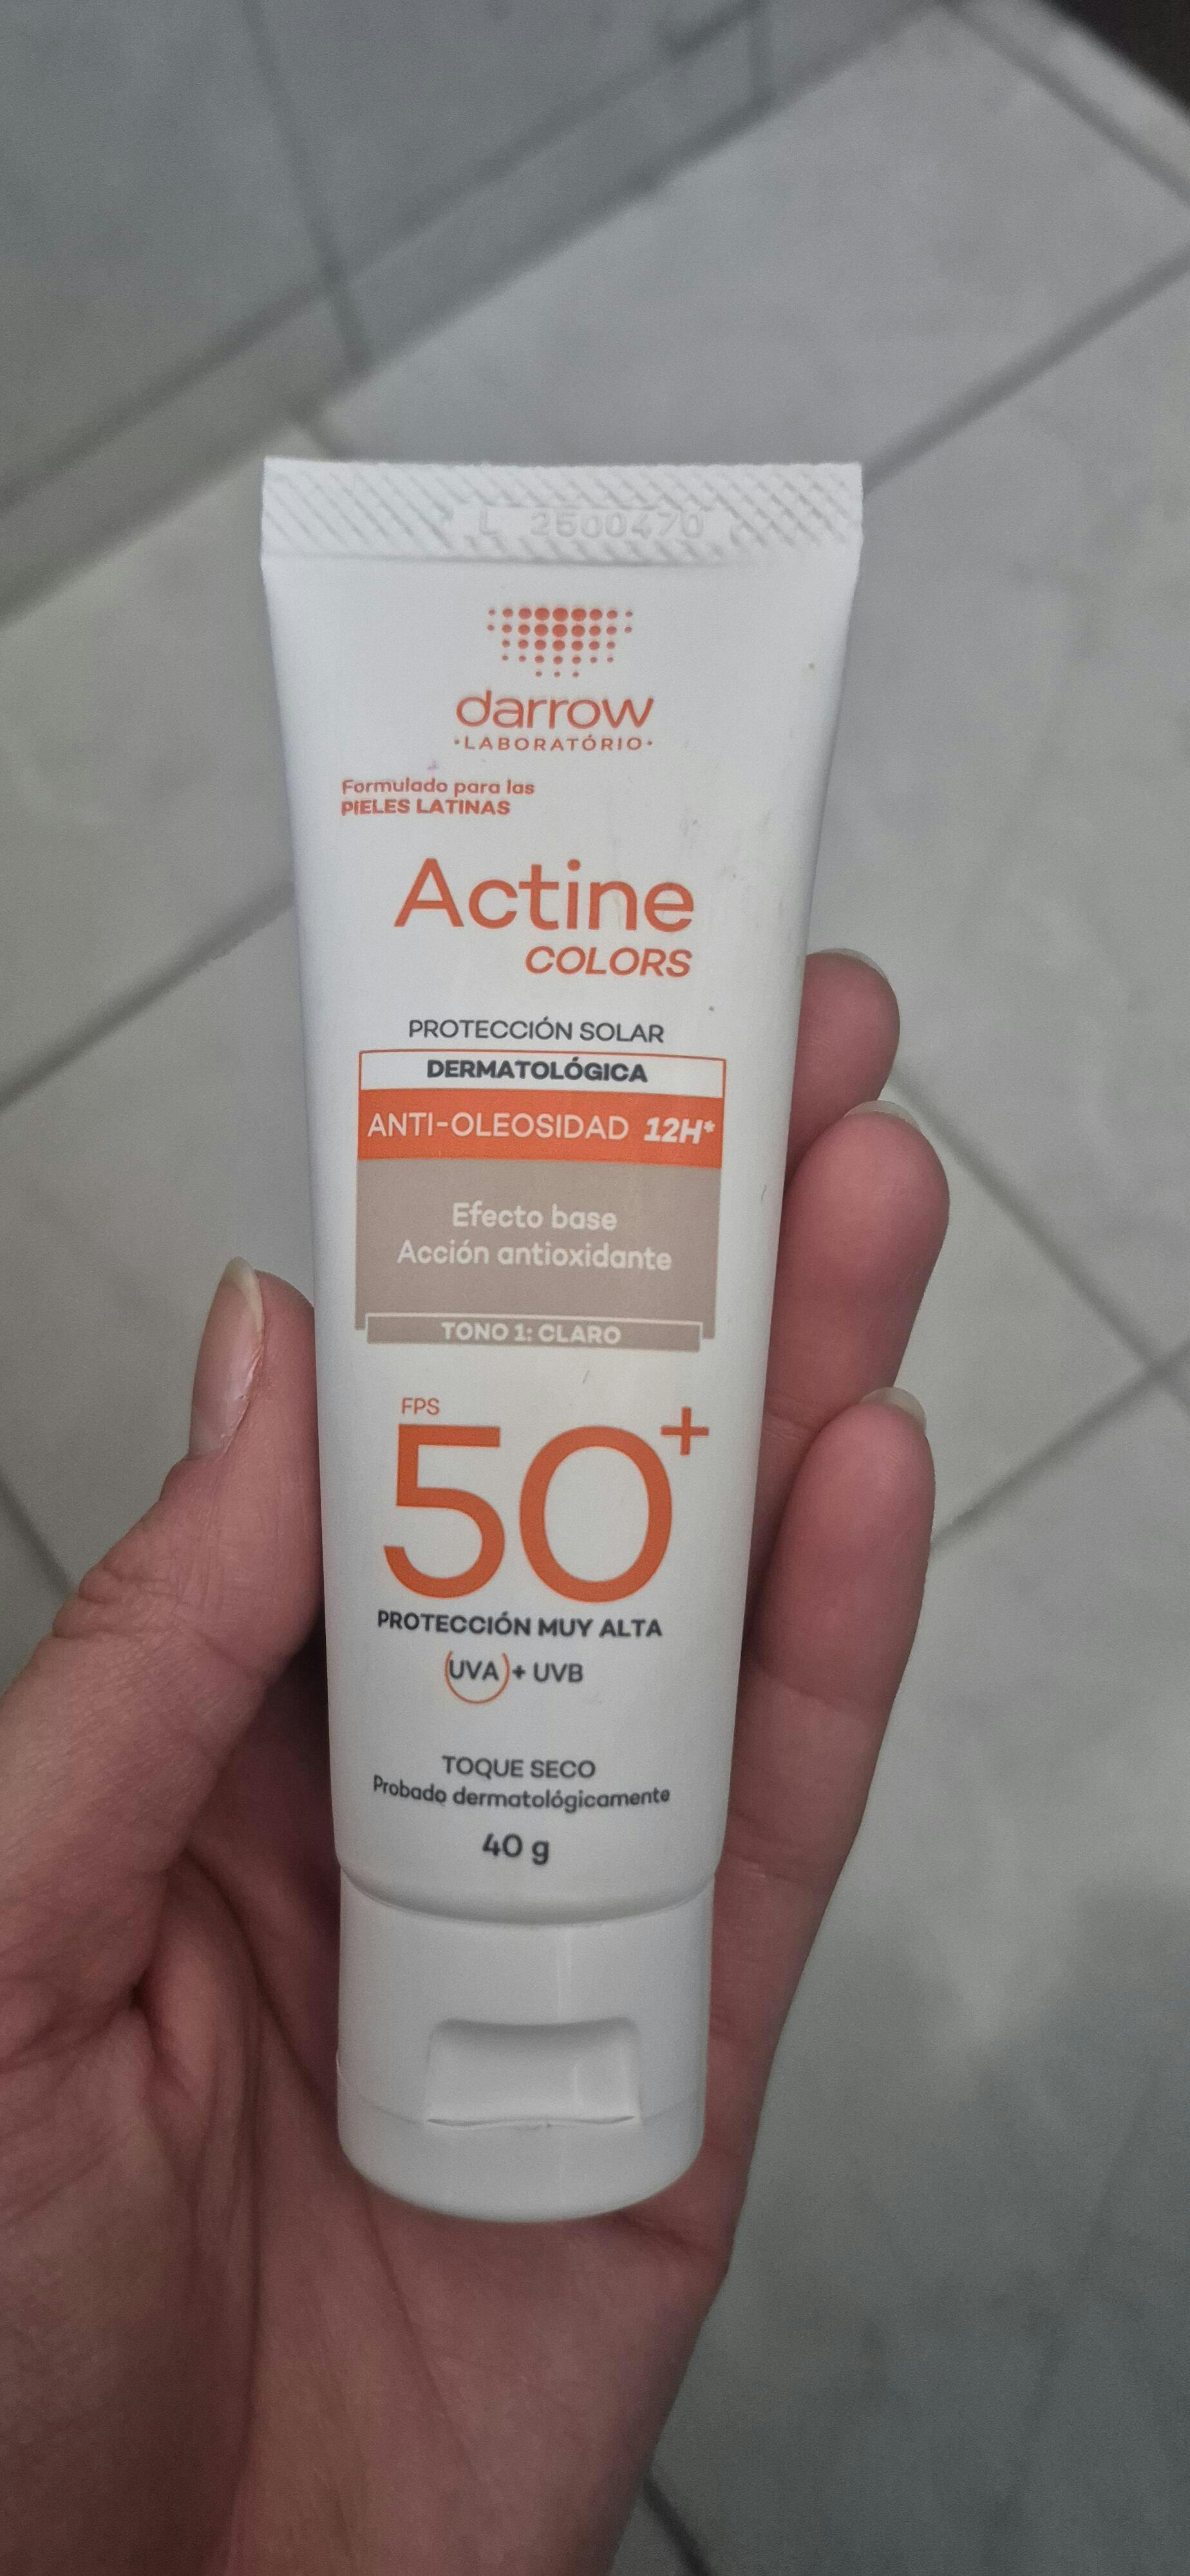 L 2500470
darrow
·LABORATÓRIO·
Formulado para las
PIELES LATINAS
Actine
COLORS
PROTECCIÓN SOLAR
DERMATOLÓGICA
ANTI-OLEOSIDAD 12H*
Efecto base
Acción antioxidante
TONO 1: CLARO
FPS
50+
PROTECCIÓN MUY ALTA
UVA + UVB
TOQUE SECO
Probado dermatológicamente
40 g